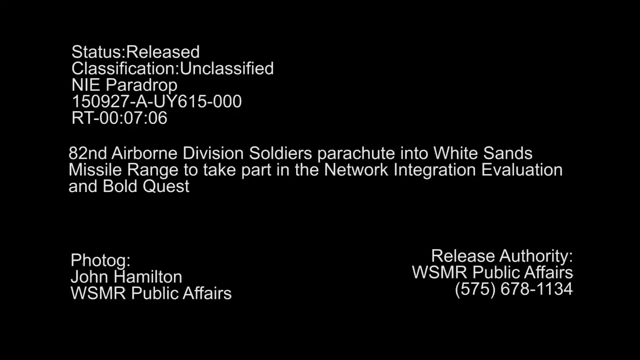 Status:Released
Classification:Unclassified
NIE Paradrop
150927-A-UY615-000
RT-00:07:06
82nd Airborne Division Soldiers parachute into White Sands
Missile Range to take part in the Network Integration Evaluation
and Bold Quest
Photog:
John Hamilton
WSMR Public Affairs
Release Authority:
WSMR Public Affairs
(575) 678-1134